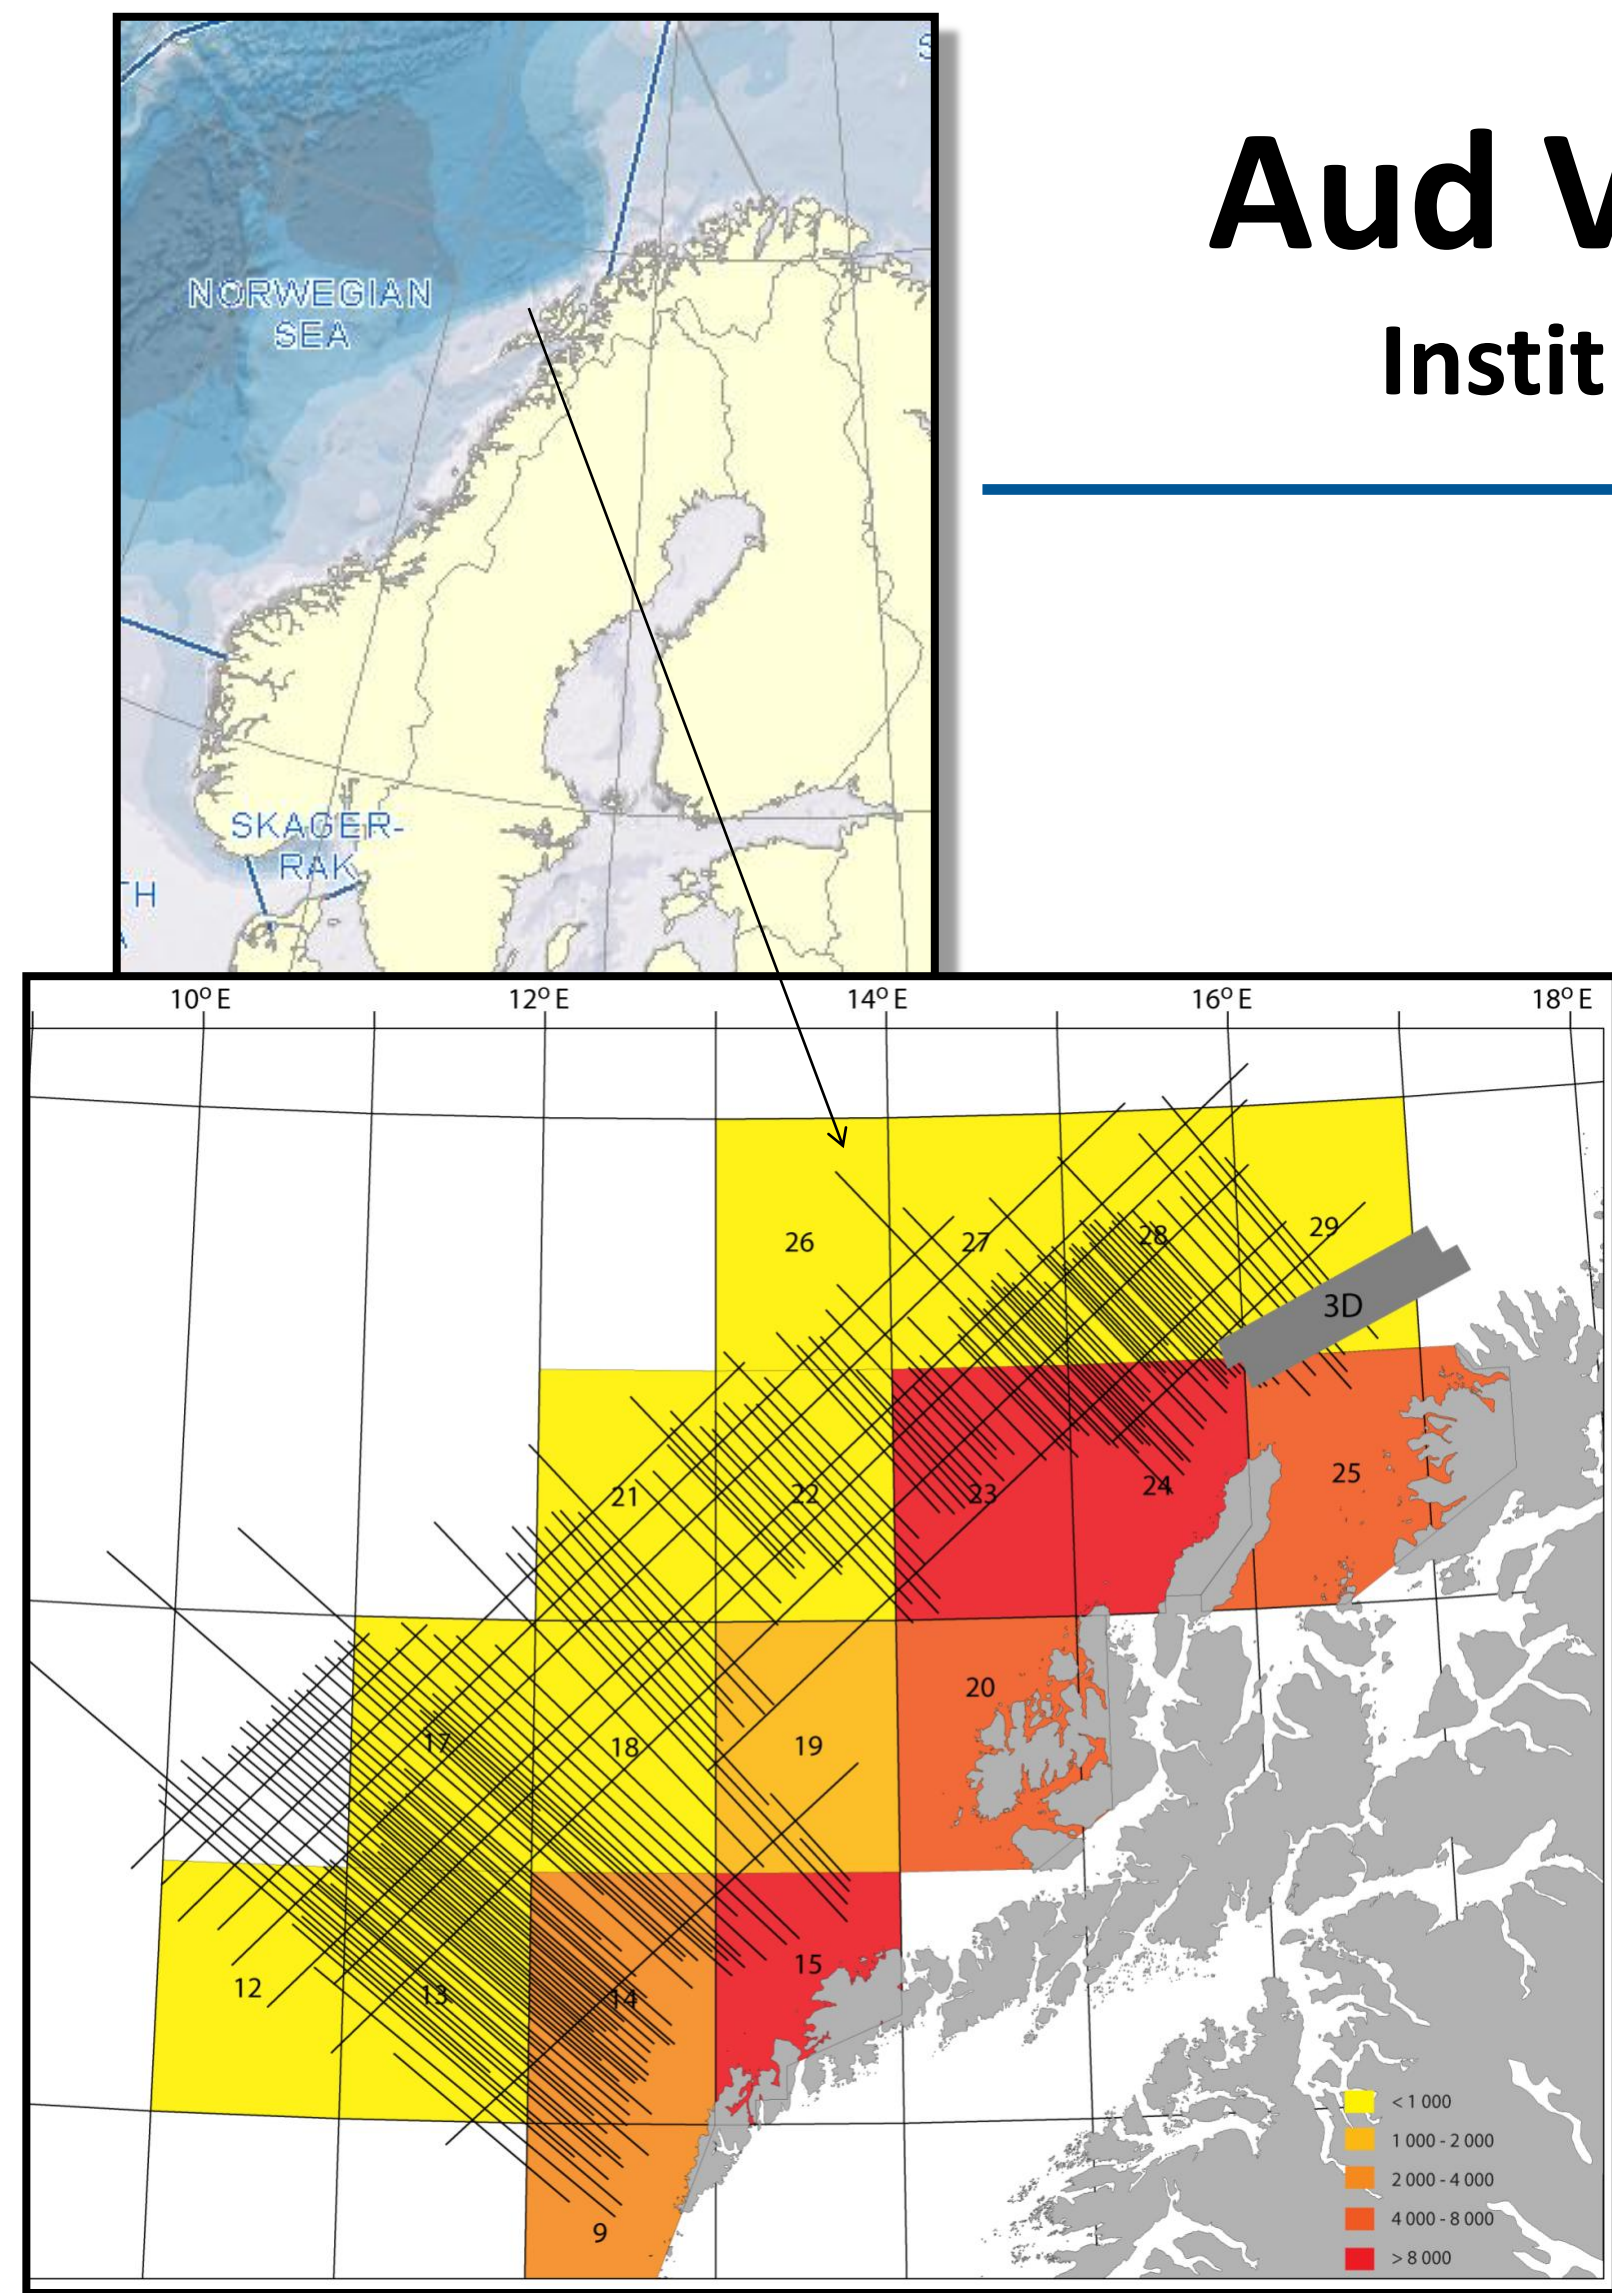 Aud V
Instit
S
NORWEGIAN
SEA
SKAGER-
RAK
TH
A
10° E
12° E
14° E
16° E
18° E
26
27
28
29
3D
21
22
23
24
25
17
18
19
20
12
13
14
15
9
< 1 000
1 000 - 2 000
2 000 - 4 000
4 000 - 8 000
> 8 000